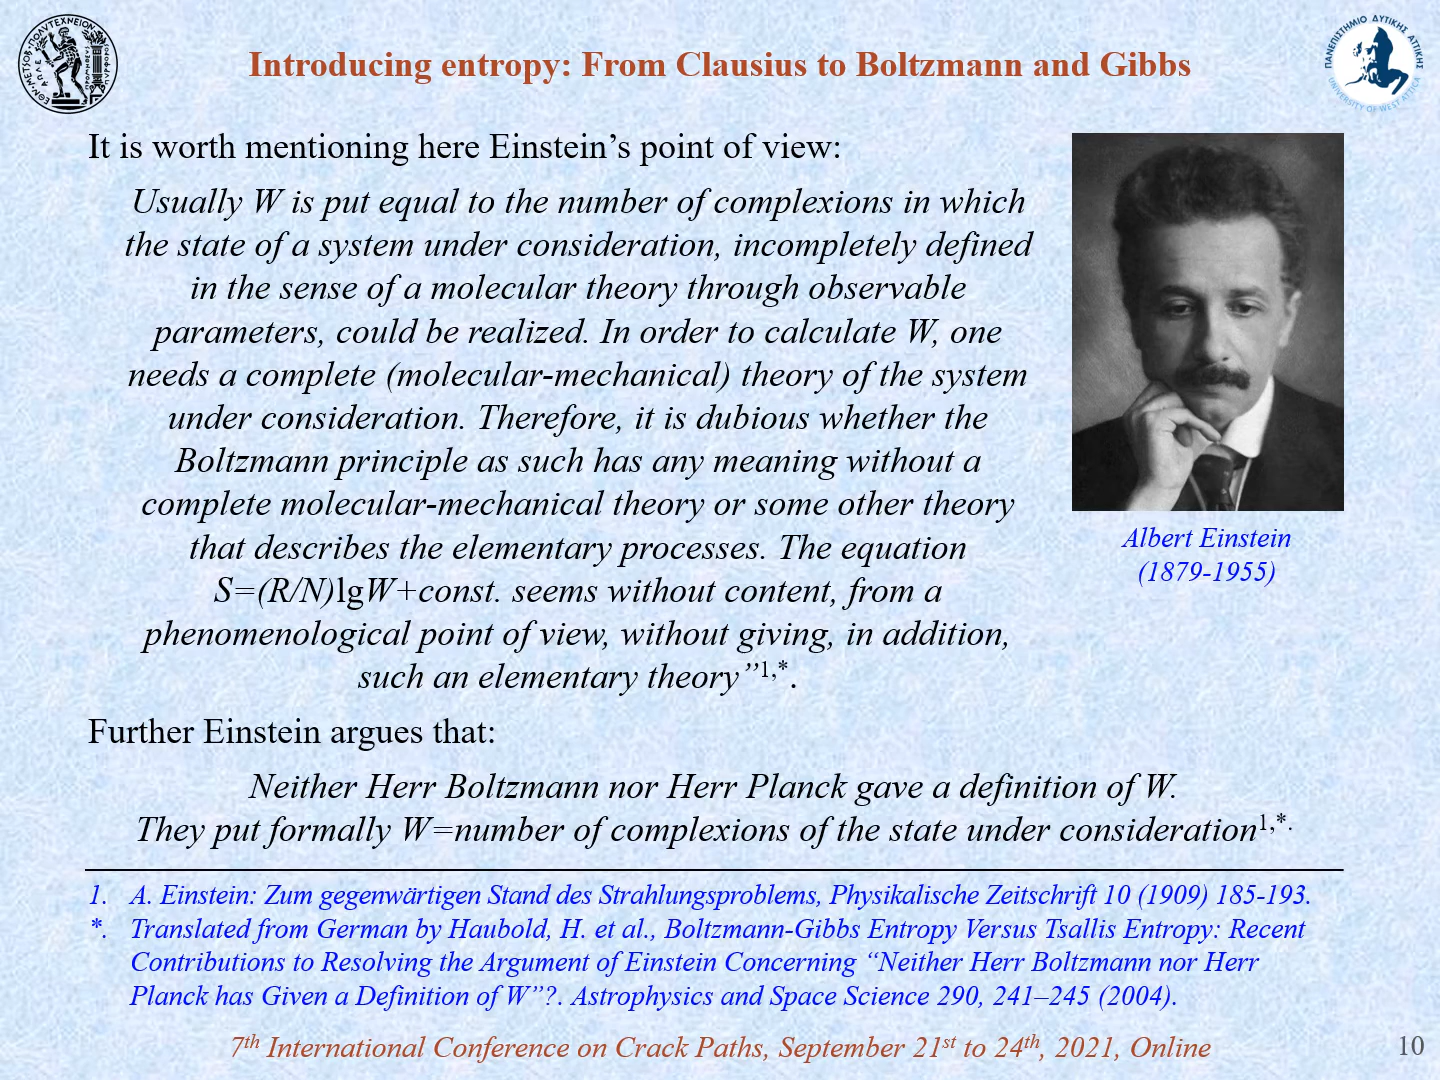 Introducing entropy: From Clausius to Boltzmann and Gibbs
ΠΑΝΕΠΙΣΤΗΜΙΟ ΔΥΤΙΚΗΣ ΑΤΤΙΚΗΣ
UNIVERSITY OF WEST ATTICA
It is worth mentioning here Einstein’s point of view:
Usually W is put equal to the number of complexions in which
the state of a system under consideration, incompletely defined
in the sense of a molecular theory through observable
parameters, could be realized. In order to calculate W, one
needs a complete (molecular-mechanical) theory of the system
under consideration. Therefore, it is dubious whether the
Boltzmann principle as such has any meaning without a
complete molecular-mechanical theory or some other theory
that describes the elementary processes. The equation
S=(R/N)lgW+const. seems without content, from a
phenomenological point of view, without giving, in addition,
such an elementary theory”1,*.
Albert Einstein
(1879-1955)
Further Einstein argues that:
Neither Herr Boltzmann nor Herr Planck gave a definition of W.
They put formally W=number of complexions of the state under consideration1,*.
1. A. Einstein: Zum gegenwärtigen Stand des Strahlungsproblems, Physikalische Zeitschrift 10 (1909) 185-193.
*. Translated from German by Haubold, H. et al., Boltzmann-Gibbs Entropy Versus Tsallis Entropy: Recent
Contributions to Resolving the Argument of Einstein Concerning “Neither Herr Boltzmann nor Herr
Planck has Given a Definition of W”?. Astrophysics and Space Science 290, 241–245 (2004).
7th International Conference on Crack Paths, September 21st to 24th, 2021, Online
10